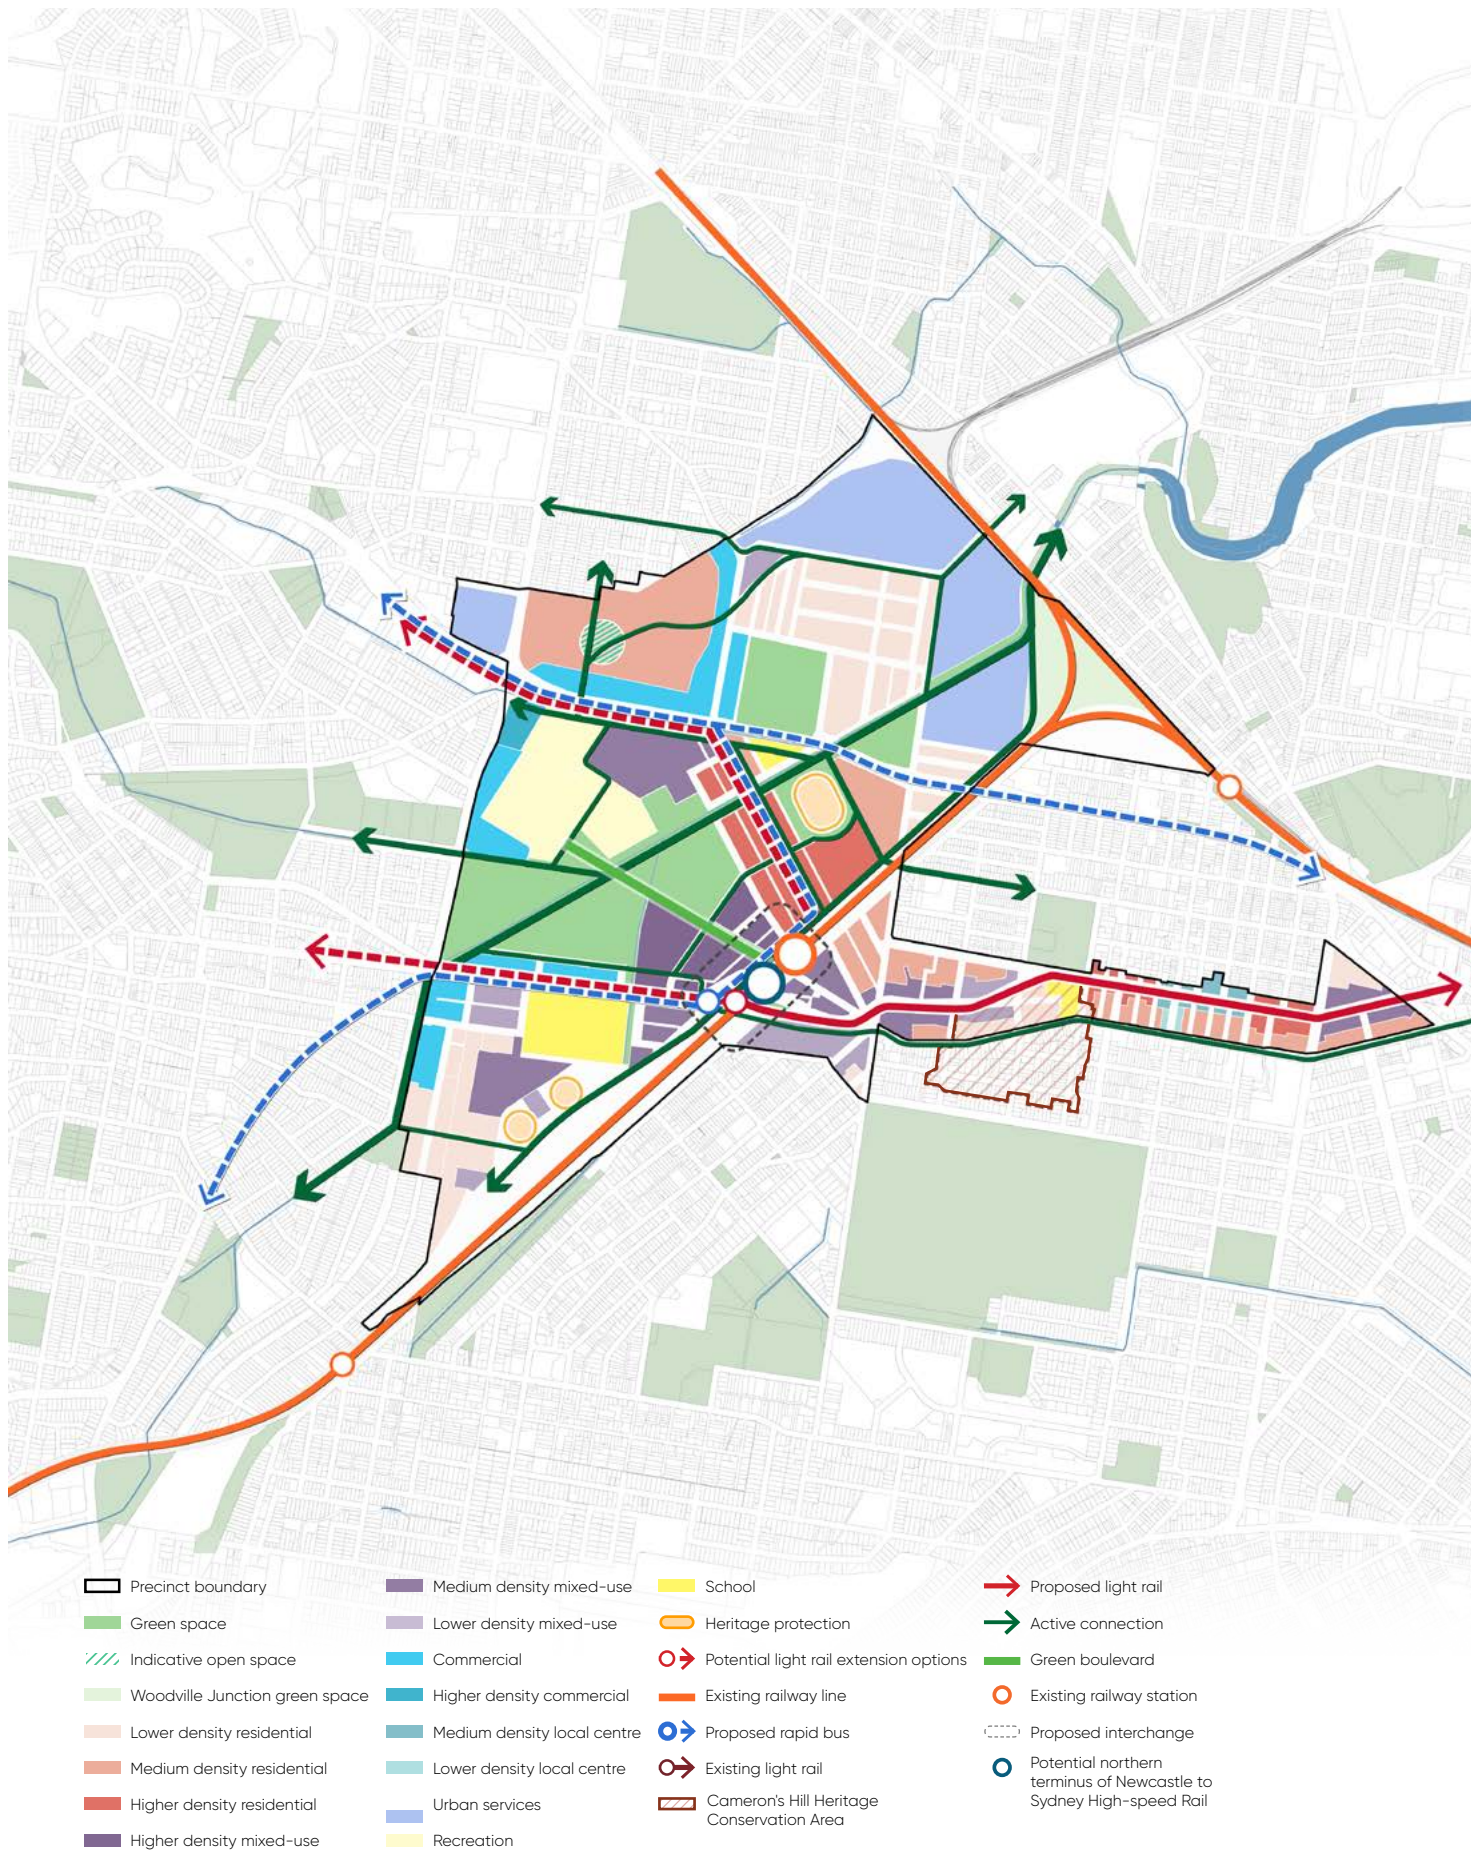 Precinct boundary
Green space
Indicative open space
Woodville Junction green space
Lower density residential
Medium density residential
Higher density residential
Higher density mixed-use
Medium density mixed-use
Lower density mixed-use
Commercial
Higher density commercial
Medium density local centre
Lower density local centre
Urban services
Recreation
School
Heritage protection
Potential light rail extension options
Existing railway line
Proposed rapid bus
Existing light rail
Cameron's Hill Heritage
Conservation Area
Proposed light rail
Active connection
Green boulevard
Existing railway station
Proposed interchange
Potential northern
terminus of Newcastle to
Sydney High-speed Rail